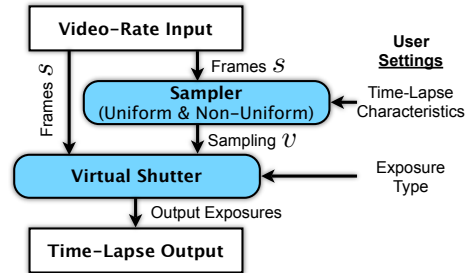 Video-Rate Input
User
Settings
Frames s
Frames s
Sampler
(Uniform & Non-Uniform)
Time-Lapse
Characteristics
Sampling v
Virtual Shutter
Exposure
Type
Output Exposures
Time-Lapse Output